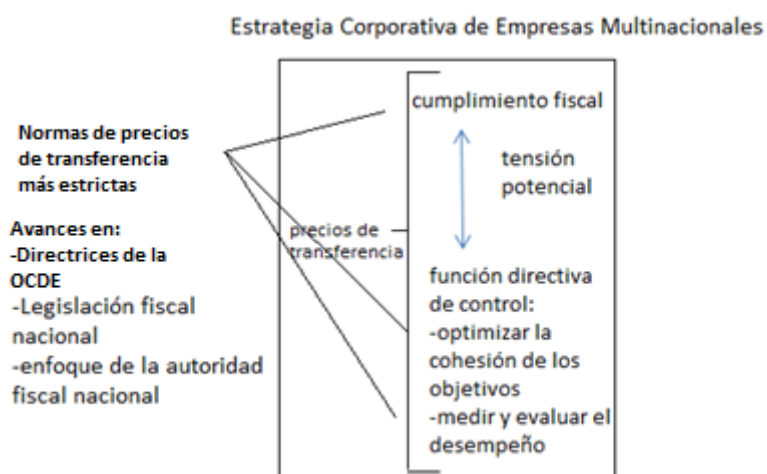 Estrategia Corporativa de Empresas Multinacionales
Normas de precios
de transferencia
más estrictas
Avances en:
-Directrices de la
OCDE
-Legislación fiscal
nacional
-enfoque de la autoridad
fiscal nacional
precios de
transferencia
cumplimiento fiscal
tensión
potencial
función directiva
de control:
-optimizar la
cohesión de los
objetivos
-medir y evaluar el
desempeño